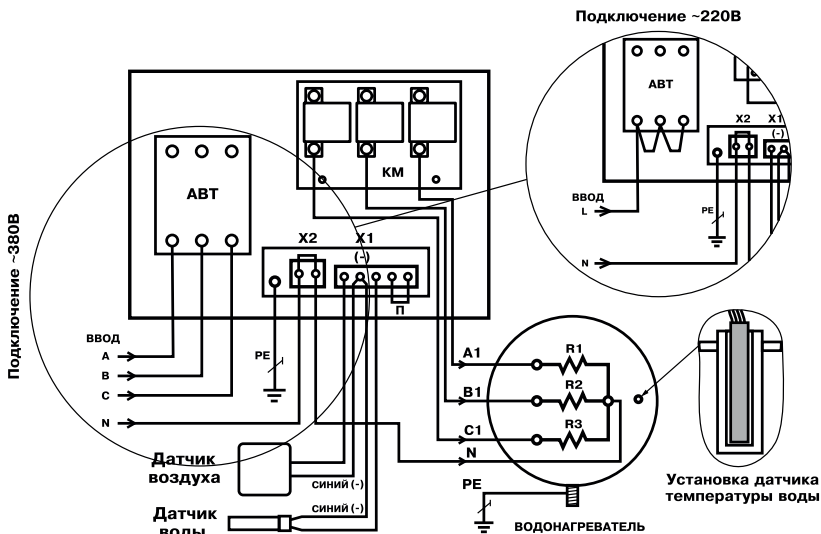 Подключение ~220В
АВТ
X2
X1
(-)
ВВОД
L
PE
N
КМ
АВТ
X2
X1
(-)
П
Подключение ~380В
ВВОД
A
B
C
N
PE
A1
B1
C1
N
PE
R1
R2
R3
Датчик
воздуха
СИНИЙ (-)
СИНИЙ (-)
Датчик
воды
ВОДОНАГРЕВАТЕЛЬ
Установка датчика
температуры воды